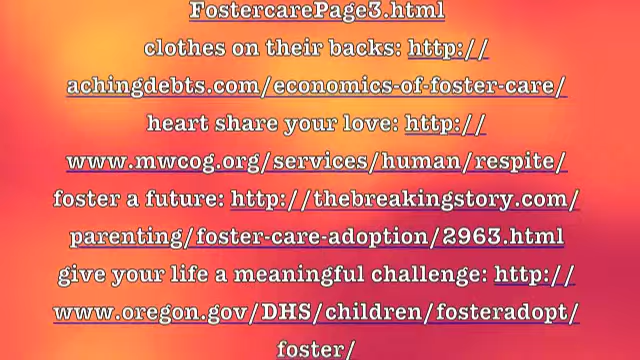 FostercarePage3.html
clothes on their backs: http://
achingdebts.com/economics-of-foster-care/
heart share your love: http://
www.mwcog.org/services/human/respite/
foster a future: http://thebreakingstory.com/
parenting/foster-care-adoption/2963.html
give your life a meaningful challenge: http://
www.oregon.gov/DHS/children/fosteradopt/
foster/